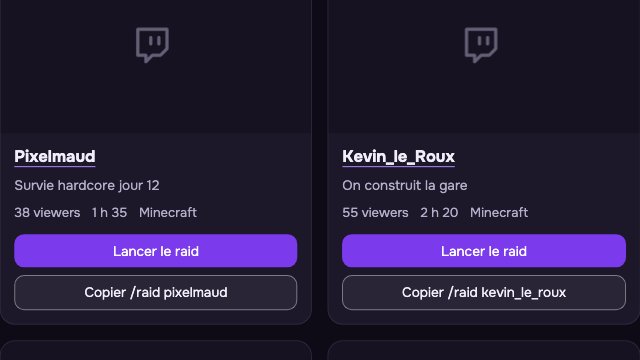 Pixelmaud
Survie hardcore jour 12
38 viewers 1 h 35 Minecraft
Lancer le raid
Copier /raid pixelmaud
Kevin_le_Roux
On construit la gare
55 viewers 2 h 20 Minecraft
Lancer le raid
Copier /raid kevin_le_roux